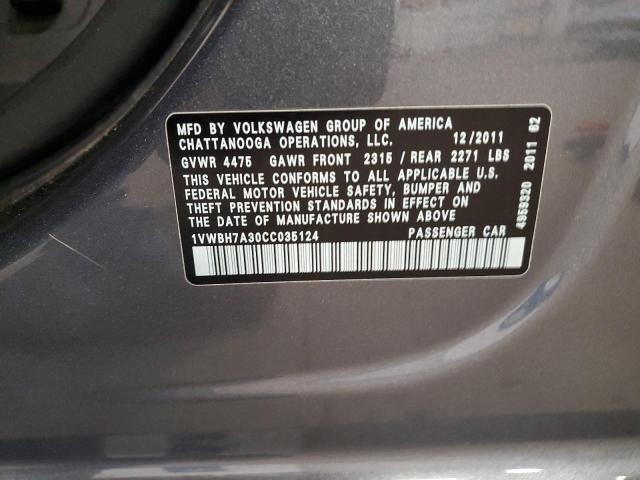 MFD BY VOLKSWAGEN GROUP OF AMERICA
CHATTANOOGA OPERATIONS, LLC. 12/2011
GVWR 4475 GAWR FRONT 2315/REAR 2271 LBS
THIS VEHICLE CONFORMS TO ALL APPLICABLE U.S.
FEDERAL MOTOR VEHICLE SAFETY, BUMPER AND
THEFT PREVENTION STANDARDS IN EFFECT ON
THE DATE OF MANUFACTURE SHOWN ABOVE
1VWBH7A30CC035124 PASSENGER CAR
4959320 2011 62